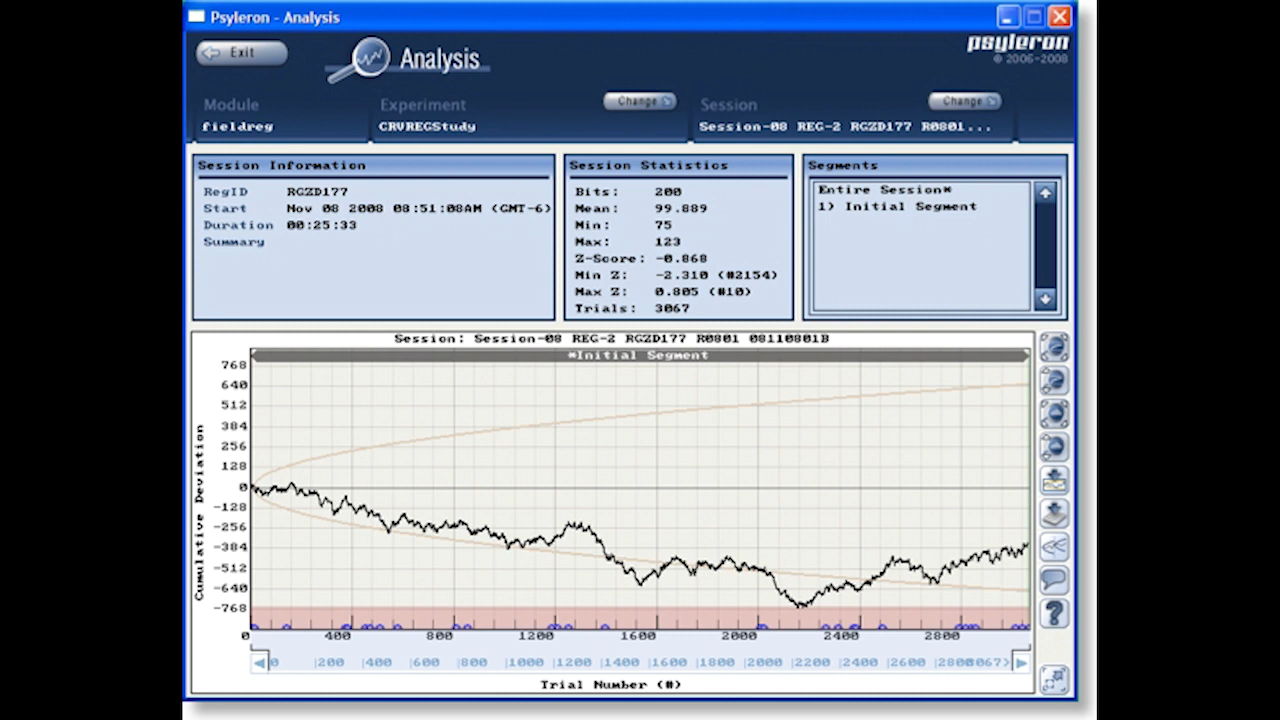 Psyleron - Analysis
Exit
Analysis
psyleron
© 2006-2008
Module
Experiment
Change
Session
Change
fieldreg
CRVREGStudy
Session-08 REG-2 RGZD177 R0801...
Session Information
RegID RGZD177
Start Nov 08 2008 08:51:08AM (GMT-6)
Duration 00:25:33
Summary
Session Statistics
Bits: 200
Mean: 99.889
Min: 75
Max: 123
Z-Score: -0.868
Min Z: -2.310 (#2154)
Max Z: 0.805 (#10)
Trials: 3067
Segments
Entire Session*
1) Initial Segment
Session: Session-08 REG-2 RGZD177 R0801 08110801B
*Initial Segment
768
640
512
384
256
128
0
-128
-256
-384
-512
-640
-768
Cumulative Deviation
0 400 800 1200 1600 2000 2400 2800
0 |200 |400 |600 |800 |1000 |1200 |1400 |1600 |1800 |2000 |2200 |2400 |2600 |2800 3067>
Trial Number (#)
?